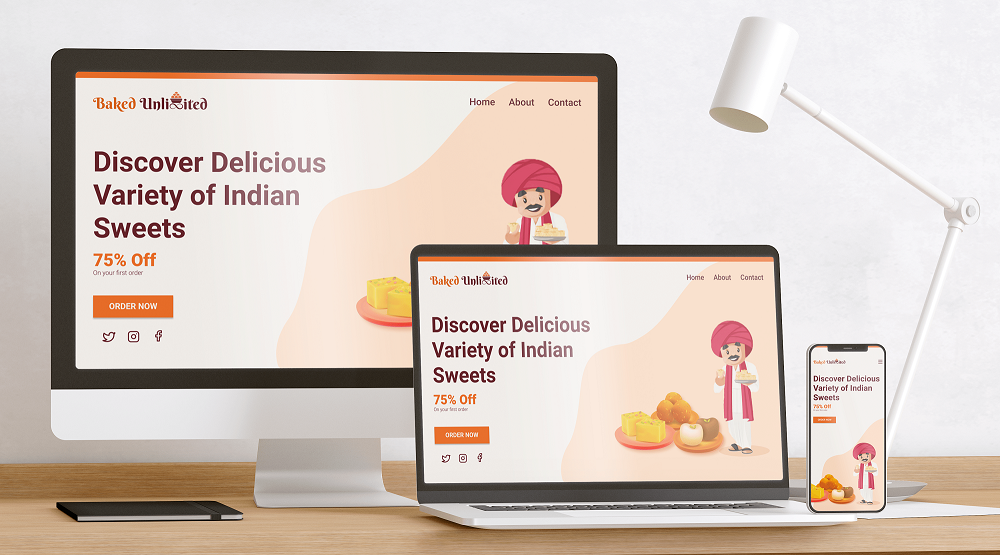 Baked Unlimited
Home About Contact
Discover Delicious
Variety of Indian
Sweets
75% Off
On your first order
ORDER NOW
Baked Unlimited
Home About Contact
Discover Delicious
Variety of Indian
Sweets
75% Off
On your first order
ORDER NOW
Baked Unlimited
Discover Delicious
Variety of Indian
Sweets
75% Off